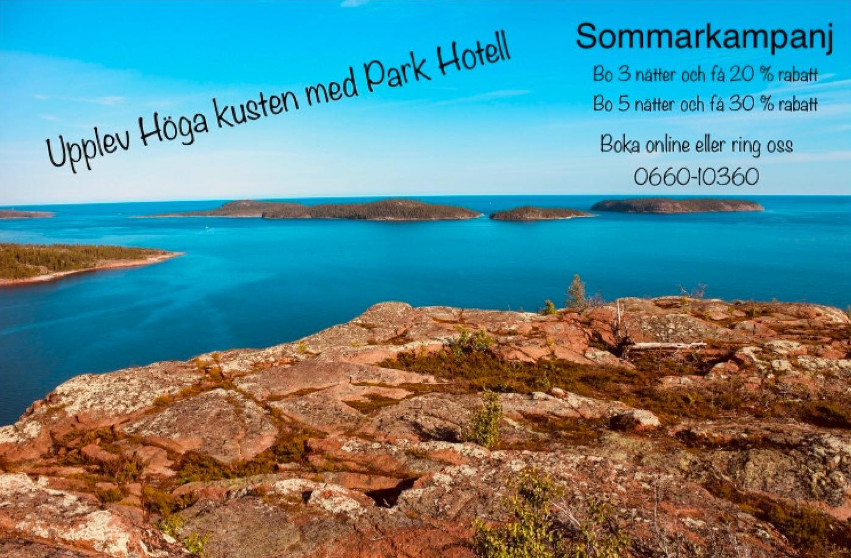 Upplev Höga kusten med Park Hotell
Sommarkampanj
Bo 3 nätter och få 20 % rabatt
Bo 5 nätter och få 30 % rabatt
Boka online eller ring oss
0660-10360